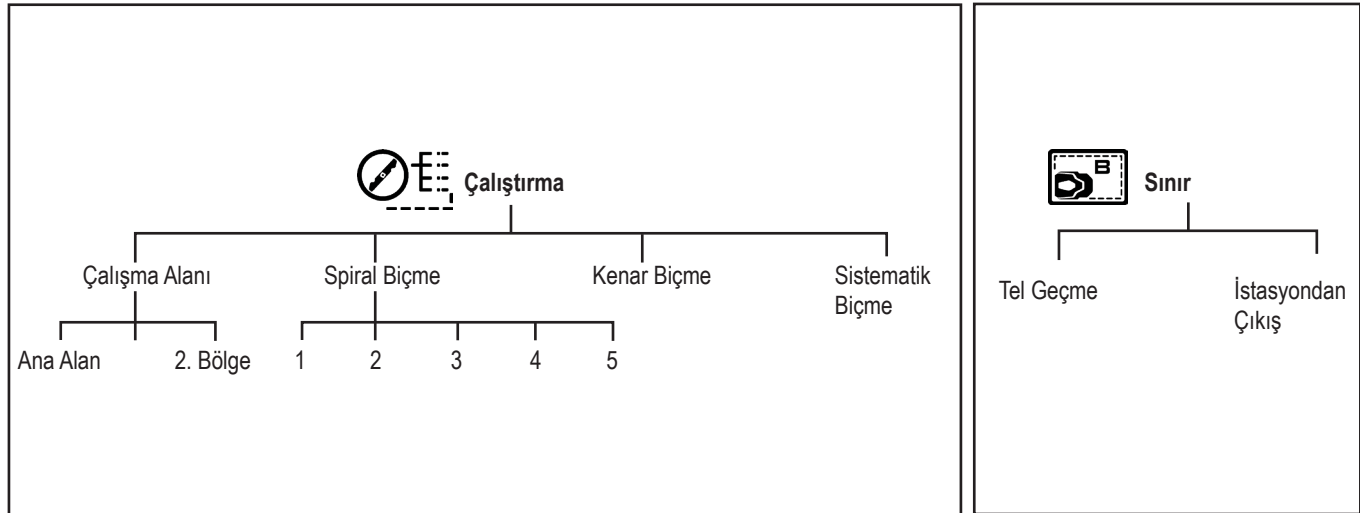 Çalıştırma
Çalışma Alanı
Spiral Biçme
Kenar Biçme
Sistematik
Biçme
Ana Alan
2. Bölge
1
2
3
4
5
B
Sınır
Tel Geçme
İstasyondan
Çıkış